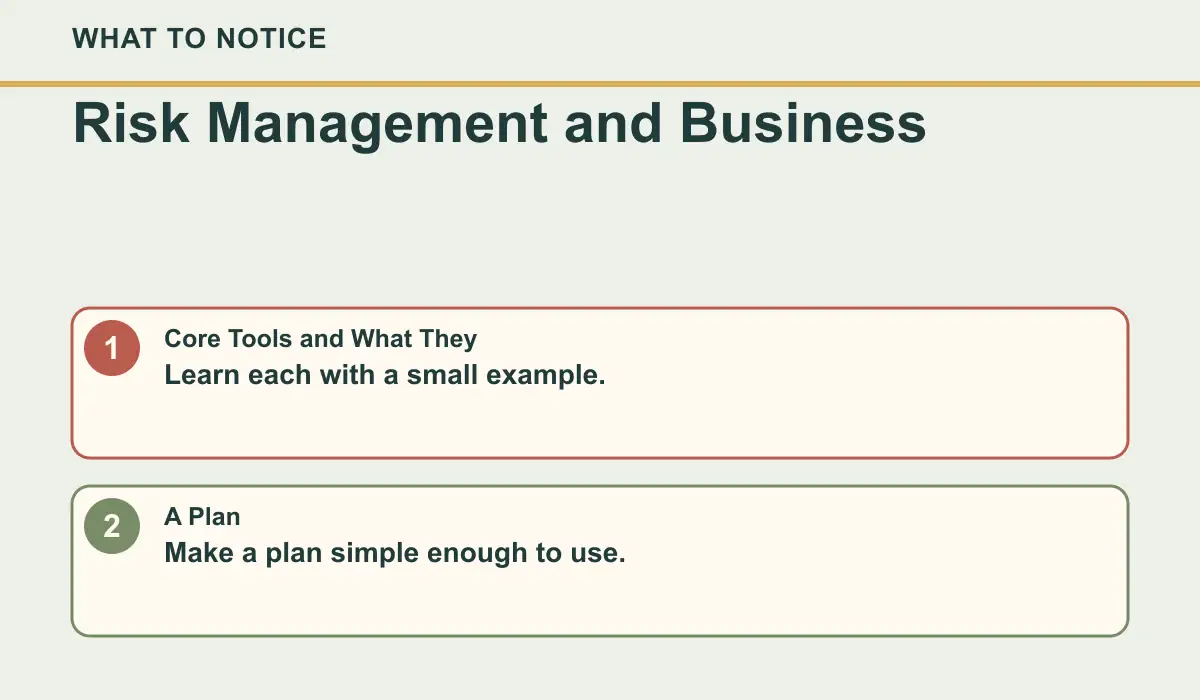 WHAT TO NOTICE
Risk Management and Business
1
Core Tools and What They
Learn each with a small example.
2
A Plan
Make a plan simple enough to use.